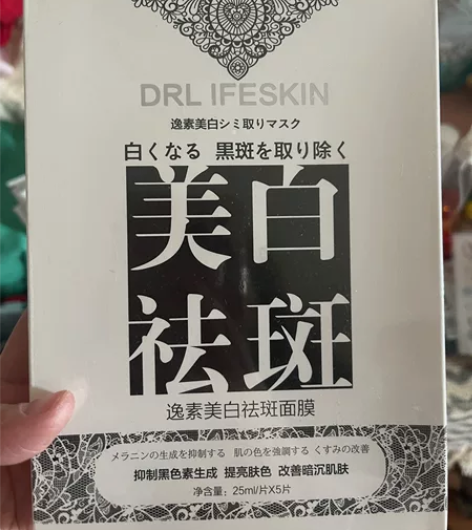 DRL IFESKIN
逸素美白シミ取りマスク
白くなる 黒斑を取り除く
美白
祛斑
逸素美白祛斑面膜
メラニンの生成を抑制する 肌の色を強調する くすみの改善
抑制黑色素生成 提亮肤色 改善暗沉肌肤
净含量：25ml/片X5片